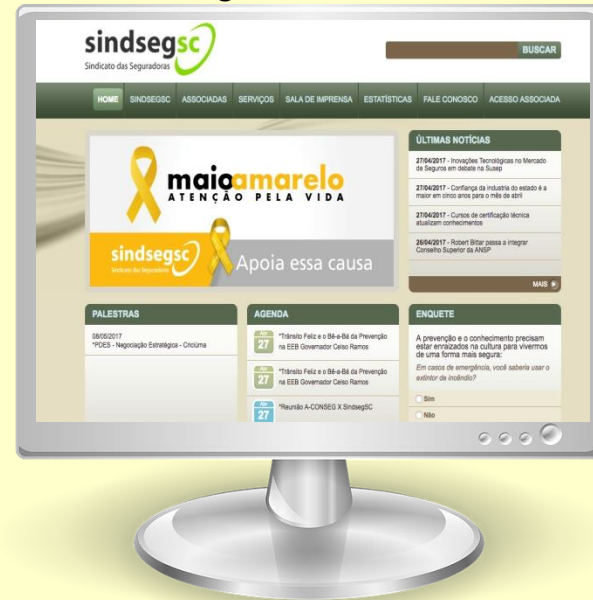 sindsegsc
Sindicato das Seguradoras
BUSCAR
HOME SINDSEGSC ASSOCIADAS SERVIÇOS SALA DE IMPRENSA ESTATÍSTICAS FALE CONOSCO ACESSO ASSOCIADA
maioamarelo
ATENÇÃO PELA VIDA
sindsegsc
Sindicato das Seguradoras
Apoia essa causa
ÚLTIMAS NOTÍCIAS
27/04/2017 - Inovações Tecnológicas no Mercado
de Seguros em debate na Susep
27/04/2017 - Confiança da industria do estado é a
maior em cinco anos para o mês de abril
27/04/2017 - Cursos de certificação técnica
atualizam conhecimentos
26/04/2017 - Robert Bittar passa a integrar
Conselho Superior da ANSP
MAIS
PALESTRAS
08/05/2017
*PDES - Negociação Estratégica - Criciúma
AGENDA
Abr
27
*Trânsito Feliz e o Bê-a-Bá da Prevenção
na EEB Governador Celso Ramos
Abr
27
*Trânsito Feliz e o Bê-a-Bá da Prevenção
na EEB Governador Celso Ramos
Abr
27
*Reunião A-CONSEG X SindsegSC
ENQUETE
A prevenção e o conhecimento precisam
estar enraizados na cultura para vivermos
de uma forma mais segura:
Em casos de emergência, você saberia usar o
extintor de incêndio?
Sim
Não